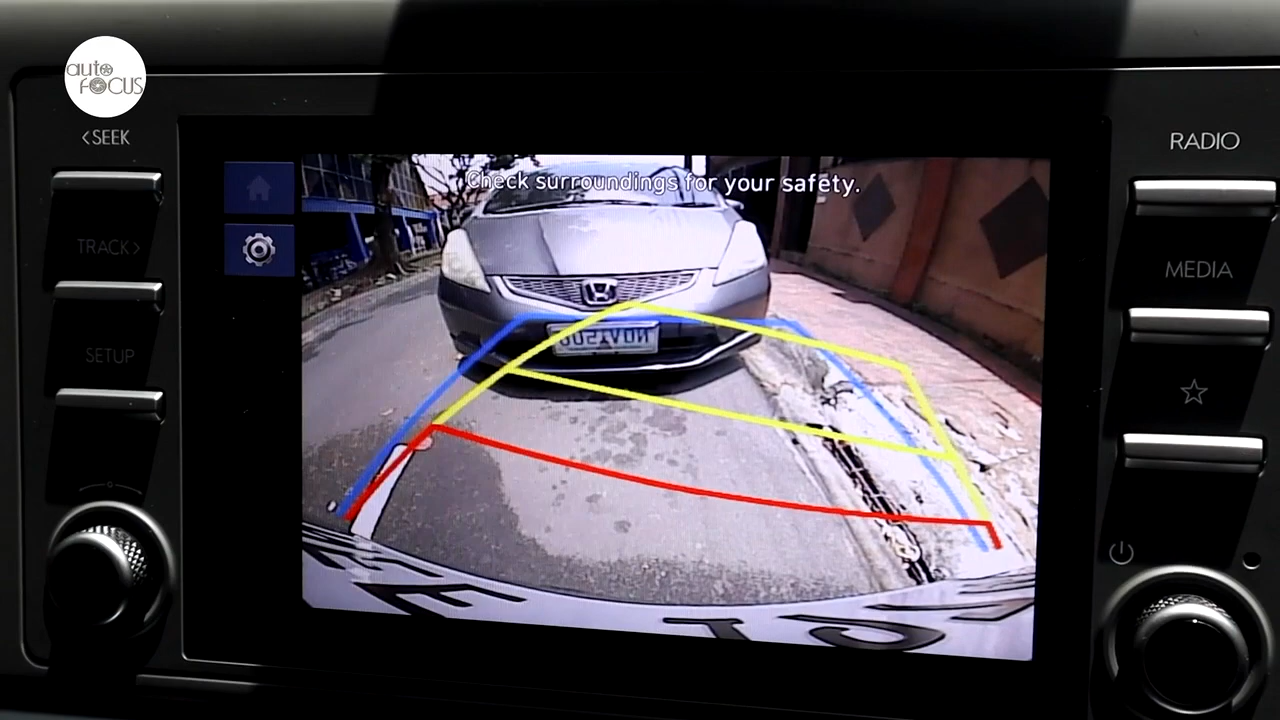 auto
FOCUS
<SEEK
TRACK>
SETUP
Check surroundings for your safety.
RADIO
MEDIA